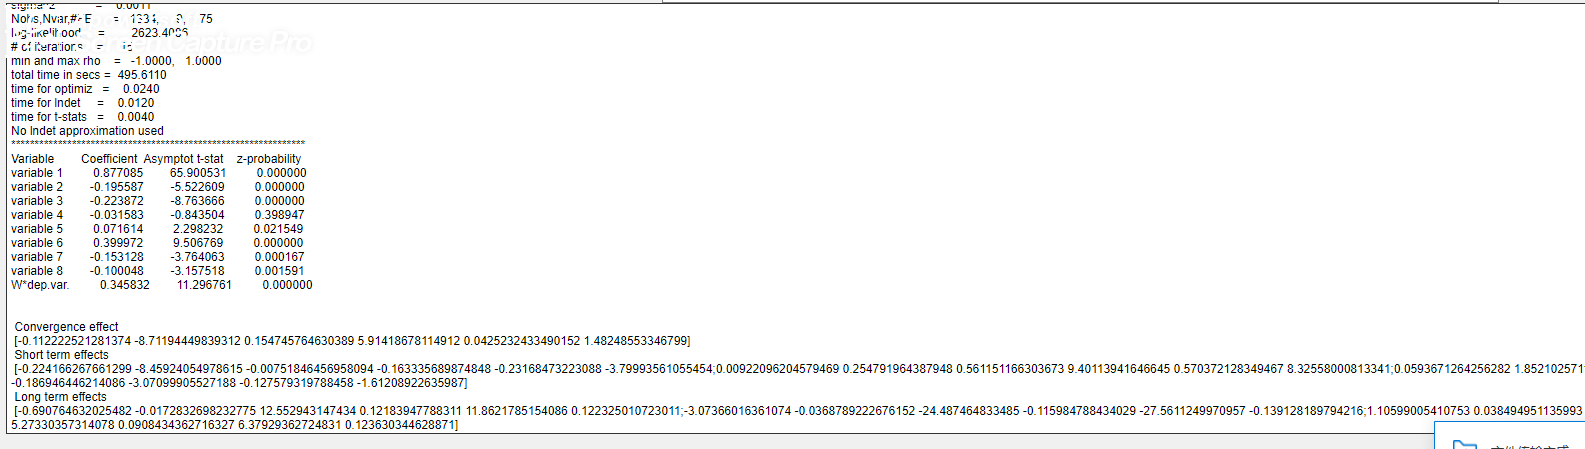 sigma^2 = 0.0011
Nobs,Nvar,#FE = 1334, 9, 75
log-likelihood = 2623.4006
# of iterations =
min and max rho = -1.0000, 1.0000
total time in secs = 495.6110
time for optimiz = 0.0240
time for lndet = 0.0120
time for t-stats = 0.0040
No lndet approximation used
***************************************************************
Variable Coefficient Asymptot t-stat z-probability
variable 1 0.877085 65.900531 0.000000
variable 2 -0.195587 -5.522609 0.000000
variable 3 -0.223872 -8.763666 0.000000
variable 4 -0.031583 -0.843504 0.398947
variable 5 0.071614 2.298232 0.021549
variable 6 0.399972 9.506769 0.000000
variable 7 -0.153128 -3.764063 0.000167
variable 8 -0.100048 -3.157518 0.001591
W*dep.var. 0.345832 11.296761 0.000000
Convergence effect
[-0.112222521281374 -8.71194449839312 0.154745764630389 5.91418678114912 0.0425232433490152 1.48248553346799]
Short term effects
[-0.224166267661299 -8.45924054978615 -0.00751846456958094 -0.163335689874848 -0.23168473223088 -3.79993561055454;0.00922096204579469 0.254791964387948 0.561151166303673 9.40113941646645 0.570372128349467 8.32558000813341;0.0593671264256282 1.852102571
-0.186946446214086 -3.07099905527188 -0.127579319788458 -1.61208922635987]
Long term effects
[-0.690764632025482 -0.0172832698232775 12.552943147434 0.12183947788311 11.8621785154086 0.122325010723011;-3.07366016361074 -0.0368789222676152 -24.487464833485 -0.115984788434029 -27.5611249970957 -0.139128189794216;1.10599005410753 0.038494951135993
5.27330357314078 0.0908434362716327 6.37929362724831 0.123630344628871]
Screen Capture Pro